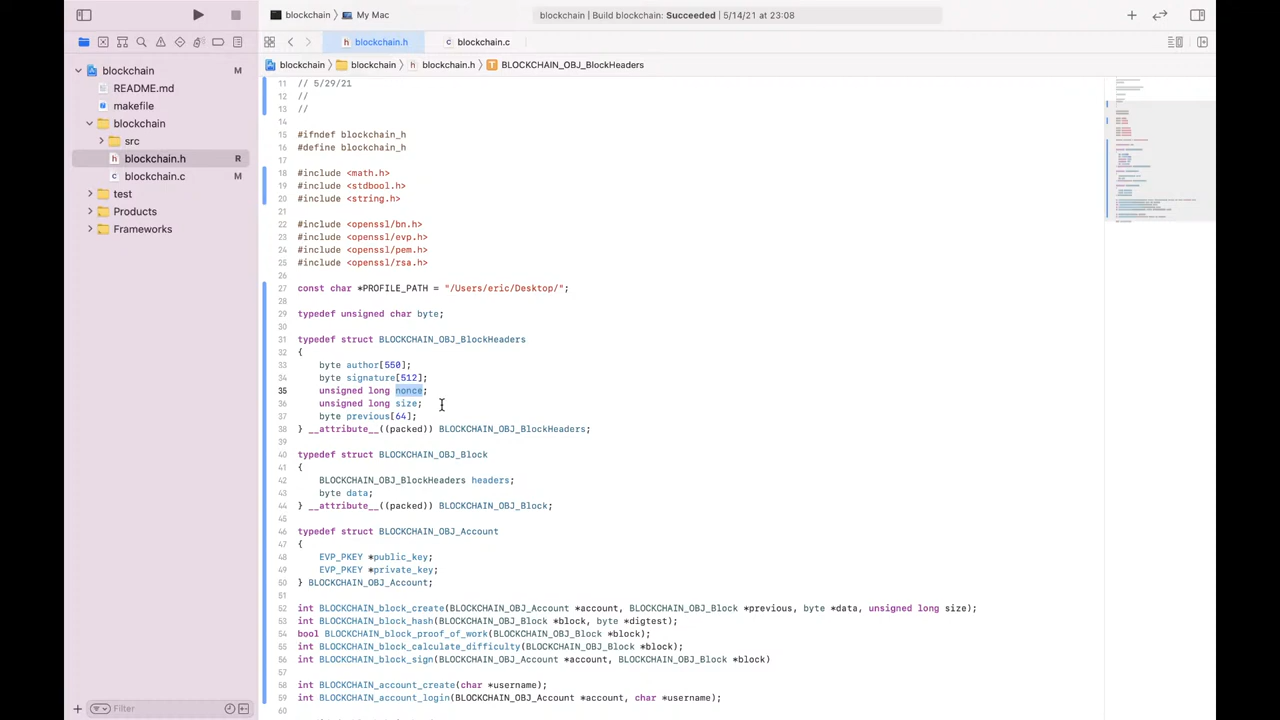 blockchain My Mac
blockchain | Build blockchain: Succeeded | 5/14/21 at 23:08
blockchain.h blockchain.c
blockchain blockchain blockchain.h BLOCKCHAIN_OBJ_BlockHeaders
blockchain M
README.md
makefile
blockchain
src
blockchain.h R
blockchain.c M
test
Products
Frameworks
Filter
11 // 5/29/21
12 //
13 //
14
15 #ifndef blockchain_h
16 #define blockchain_h
17
18 #include <math.h>
19 #include <stdbool.h>
20 #include <string.h>
21
22 #include <openssl/bn.h>
23 #include <openssl/evp.h>
24 #include <openssl/pem.h>
25 #include <openssl/rsa.h>
26
27 const char *PROFILE_PATH = "/Users/eric/Desktop/";
28
29 typedef unsigned char byte;
30
31 typedef struct BLOCKCHAIN_OBJ_BlockHeaders
32 {
33 byte author[550];
34 byte signature[512];
35 unsigned long nonce;
36 unsigned long size;
37 byte previous[64];
38 } __attribute__((packed)) BLOCKCHAIN_OBJ_BlockHeaders;
39
40 typedef struct BLOCKCHAIN_OBJ_Block
41 {
42 BLOCKCHAIN_OBJ_BlockHeaders headers;
43 byte data;
44 } __attribute__((packed)) BLOCKCHAIN_OBJ_Block;
45
46 typedef struct BLOCKCHAIN_OBJ_Account
47 {
48 EVP_PKEY *public_key;
49 EVP_PKEY *private_key;
50 } BLOCKCHAIN_OBJ_Account;
51
52 int BLOCKCHAIN_block_create(BLOCKCHAIN_OBJ_Account *account, BLOCKCHAIN_OBJ_Block *previous, byte *data, unsigned long size);
53 int BLOCKCHAIN_block_hash(BLOCKCHAIN_OBJ_Block *block, byte *digtest);
54 bool BLOCKCHAIN_block_proof_of_work(BLOCKCHAIN_OBJ_Block *block);
55 int BLOCKCHAIN_block_calculate_difficulty(BLOCKCHAIN_OBJ_Block *block);
56 int BLOCKCHAIN_block_sign(BLOCKCHAIN_OBJ_Account *account, BLOCKCHAIN_OBJ_Block *block)
57
58 int BLOCKCHAIN_account_create(char *username);
59 int BLOCKCHAIN_account_login(BLOCKCHAIN_OBJ_Account *account, char *username);
60